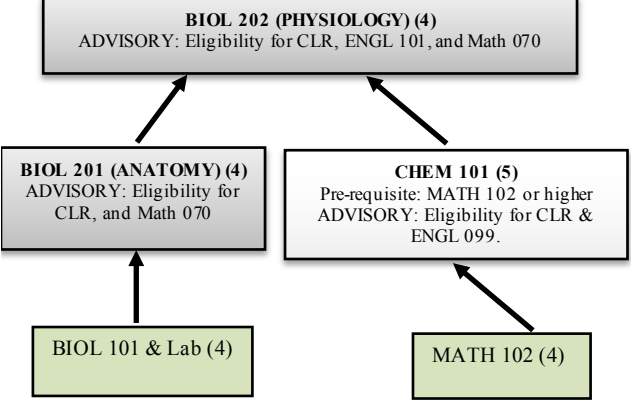 BIOL 202 (PHYSIOLOGY) (4)
ADVISORY: Eligibility for CLR, ENGL 101, and Math 070
BIOL 201 (ANATOMY) (4)
ADVISORY: Eligibility for
CLR, and Math 070
CHEM 101 (5)
Pre-requisite: MATH 102 or higher
ADVISORY: Eligibility for CLR &
ENGL 099.
BIOL 101 & Lab (4)
MATH 102 (4)